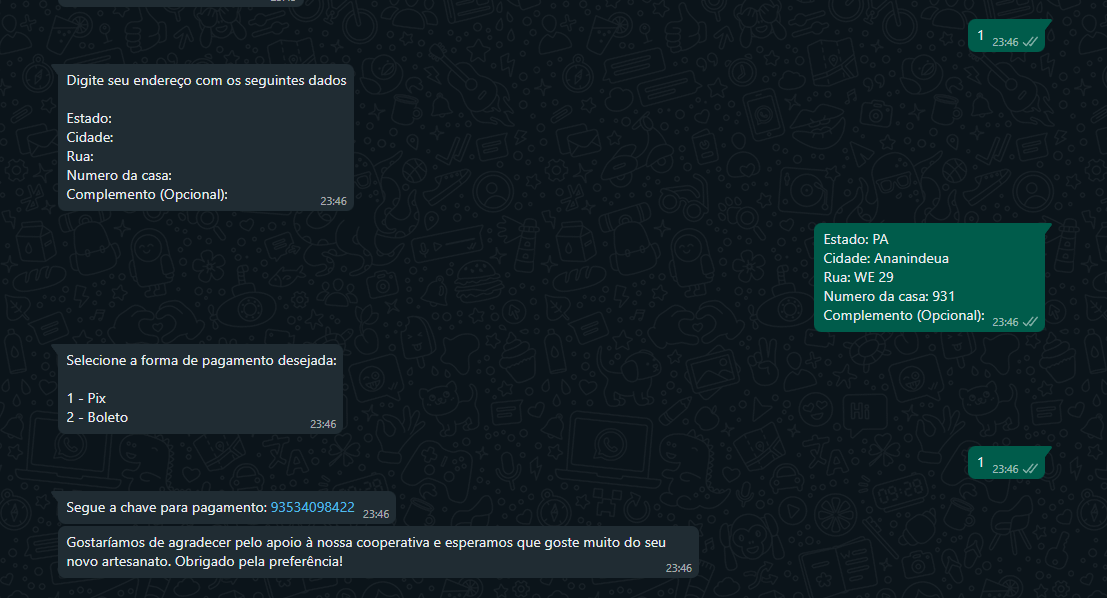 1 23:46
Digite seu endereço com os seguintes dados
Estado:
Cidade:
Rua:
Numero da casa:
Complemento (Opcional):
23:46
Estado: PA
Cidade: Ananindeua
Rua: WE 29
Numero da casa: 931
Complemento (Opcional): 23:46
Selecione a forma de pagamento desejada:
1 - Pix
2 - Boleto
23:46
1 23:46
Segue a chave para pagamento: 93534098422 23:46
Gostaríamos de agradecer pelo apoio à nossa cooperativa e esperamos que goste muito do seu
novo artesanato. Obrigado pela preferência!
23:46